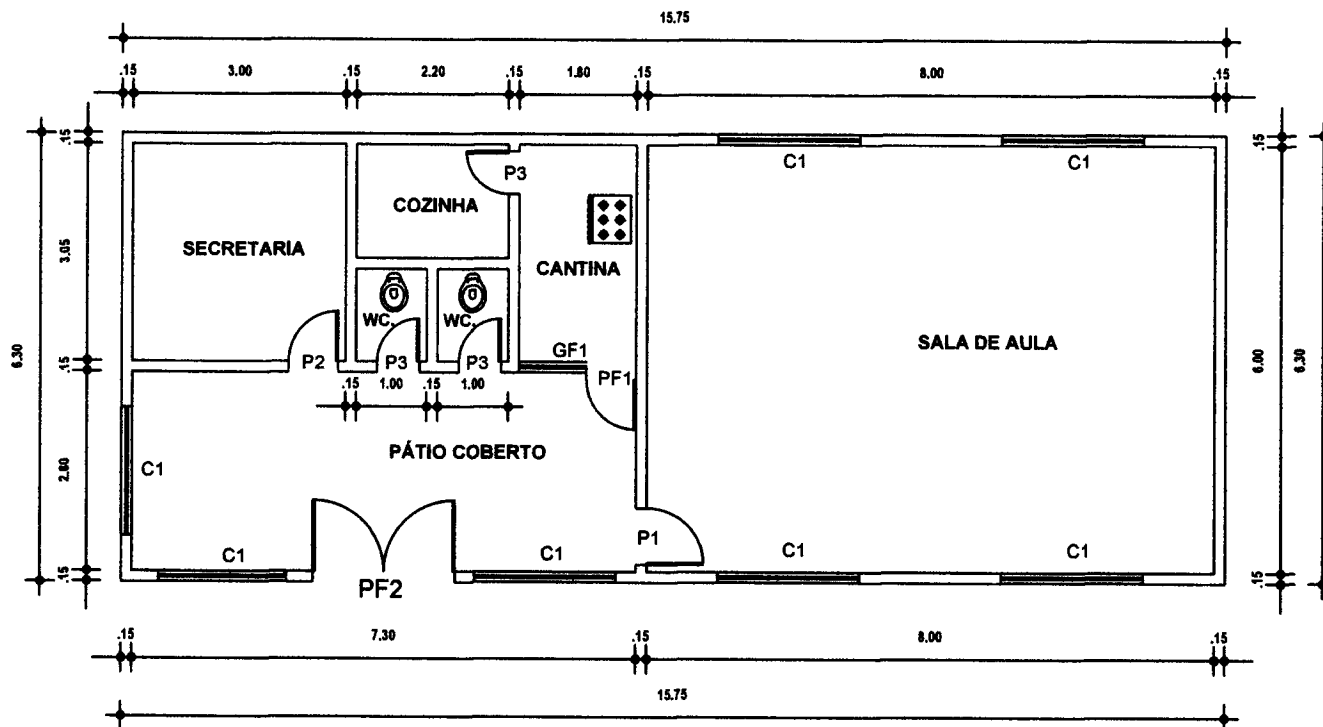 15.75
.15 3.00 .15 2.20 .15 1.80 .15 8.00 .15
.15
3.05
.15
2.80
.15
6.30
C1 C1
P3
COZINHA
SECRETARIA
CANTINA
WC. WC.
SALA DE AULA
GF1
P2 P3 P3
PF1
.15 1.00 .15 1.00
PÁTIO COBERTO
C1
P1
C1 C1 C1 C1
PF2
.15
6.00
.15
6.30
.15 7.30 .15 8.00 .15
15.75